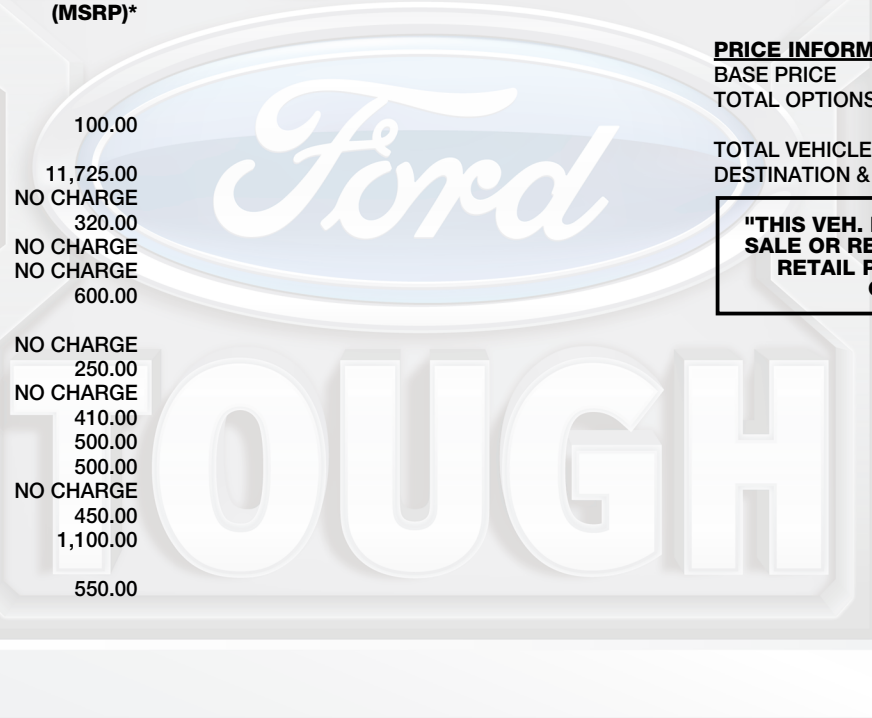 (MSRP)*
100.00
11,725.00
NO CHARGE
320.00
NO CHARGE
NO CHARGE
600.00
NO CHARGE
250.00
NO CHARGE
410.00
500.00
500.00
NO CHARGE
450.00
1,100.00
550.00
PRICE INFORM
BASE PRICE
TOTAL OPTIONS
TOTAL VEHICLE
DESTINATION &
"THIS VEH.
SALE OR RE
RETAIL P
Ford
TOUGH